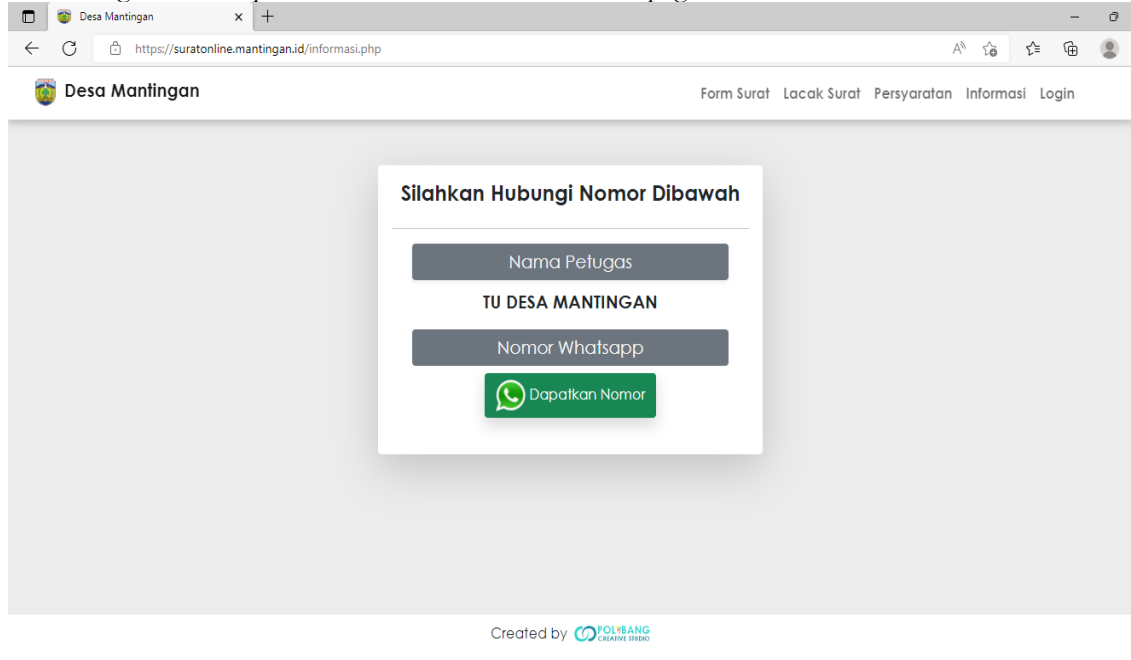 Desa Mantingan
https://suratonline.mantingan.id/informasi.php
Desa Mantingan
Form Surat Lacak Surat Persyaratan Informasi Login
Silahkan Hubungi Nomor Dibawah
Nama Petugas
TU DESA MANTINGAN
Nomor Whatsapp
Dapatkan Nomor
Created by POLYBANG
CREATIVE STUDIO